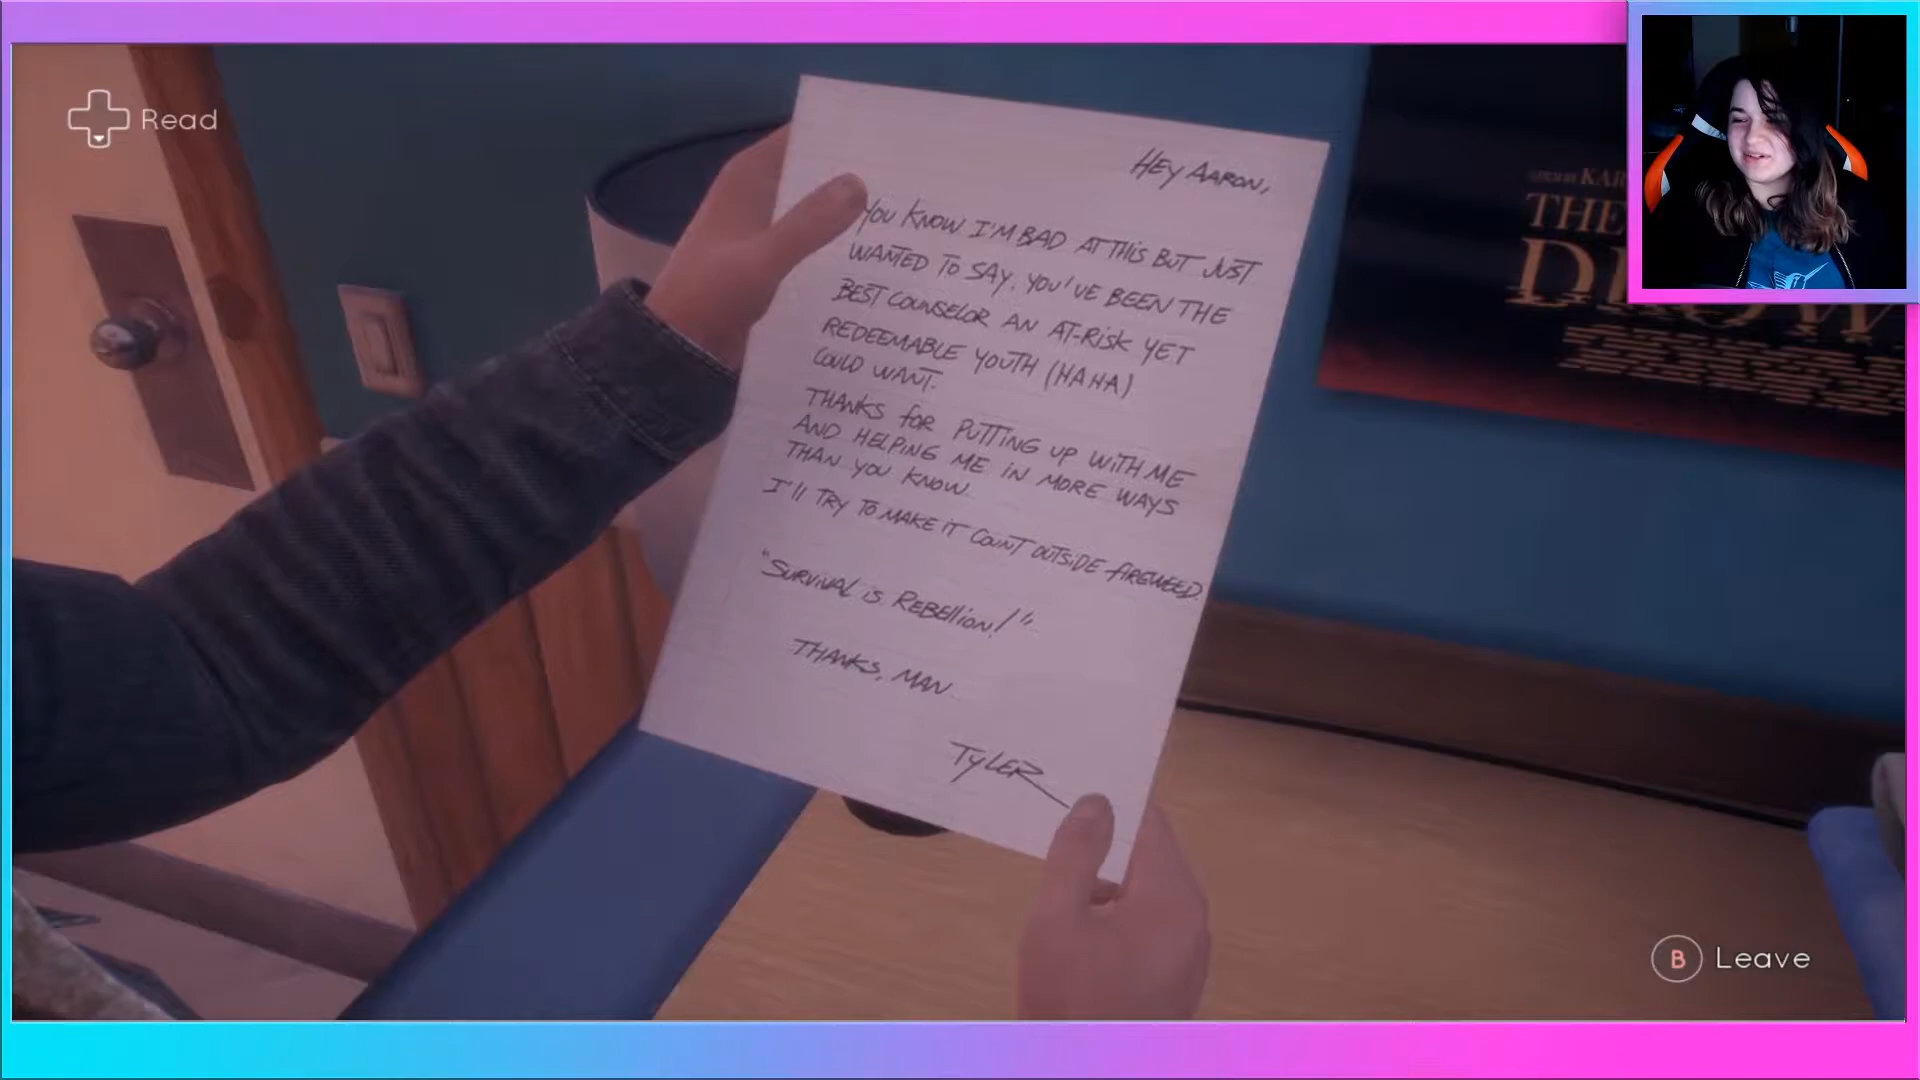 Read
HEY AARON,
YOU KNOW I'M BAD AT THIS BUT JUST
WANTED TO SAY, YOU'VE BEEN THE
BEST COUNSELOR AN AT-RISK YET
REDEEMABLE YOUTH (HAHA)
COULD WANT.
THANKS FOR PUTTING UP WITH ME
AND HELPING ME IN MORE WAYS
THAN YOU KNOW.
I'll TRY TO MAKE IT COUNT OUTSIDE FIREWEED.
"SURVIVAL IS REBELLION!"
THANKS, MAN.
TYLER
THE
B Leave